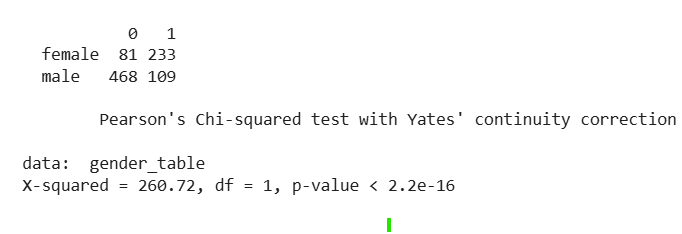 0 1
female 81 233
male 468 109
Pearson's Chi-squared test with Yates' continuity correction
data: gender_table
X-squared = 260.72, df = 1, p-value < 2.2e-16